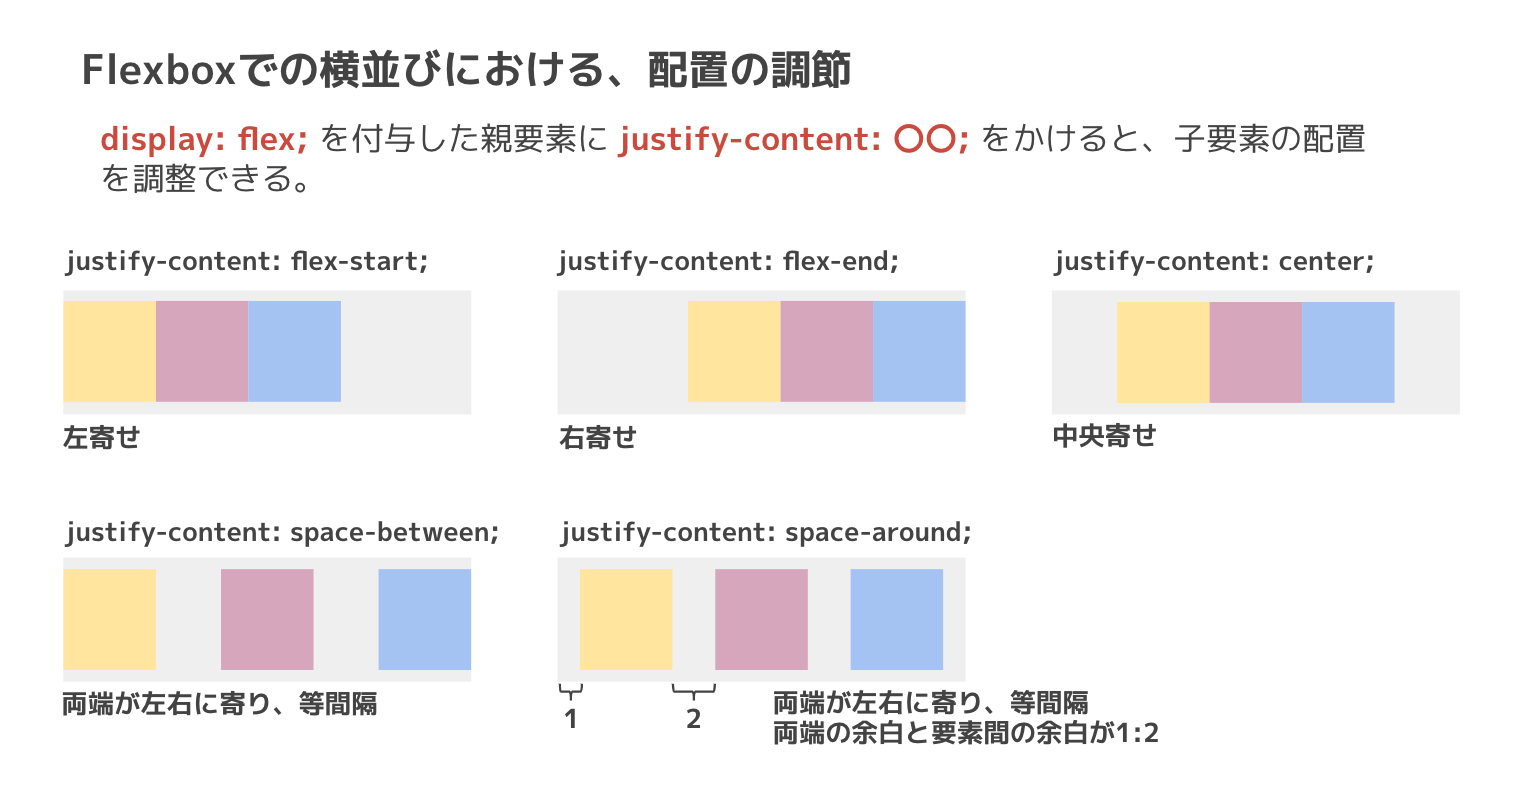 Flexboxでの横並びにおける、配置の調節
display: flex; を付与した親要素に justify-content: 〇〇; をかけると、子要素の配置
を調整できる。
justify-content: flex-start;
justify-content: flex-end;
justify-content: center;
左寄せ
右寄せ
中央寄せ
justify-content: space-between;
justify-content: space-around;
両端が左右に寄り、等間隔
1
2
両端が左右に寄り、等間隔
両端の余白と要素間の余白が1:2